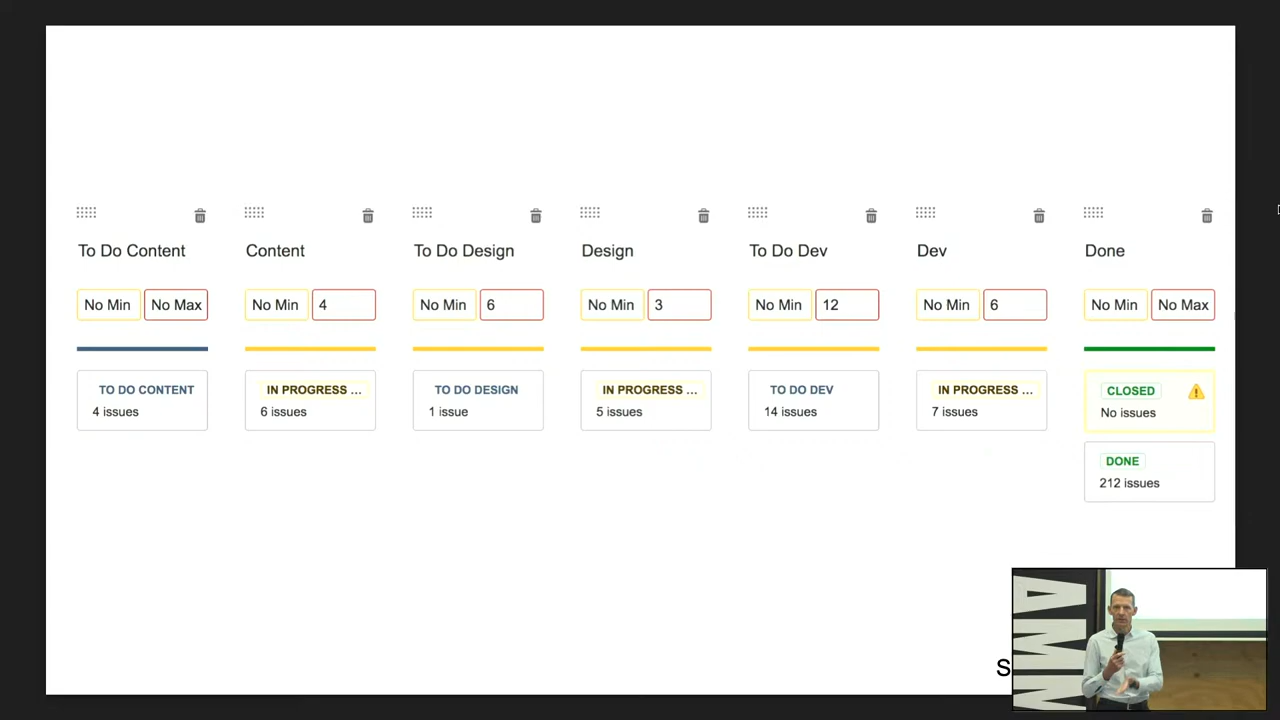 To Do Content
Content
To Do Design
Design
To Do Dev
Dev
Done
No Min No Max
No Min 4
No Min 6
No Min 3
No Min 12
No Min 6
No Min No Max
TO DO CONTENT
4 issues
IN PROGRESS ...
6 issues
TO DO DESIGN
1 issue
IN PROGRESS ...
5 issues
TO DO DEV
14 issues
IN PROGRESS ...
7 issues
CLOSED
No issues
DONE
212 issues
S